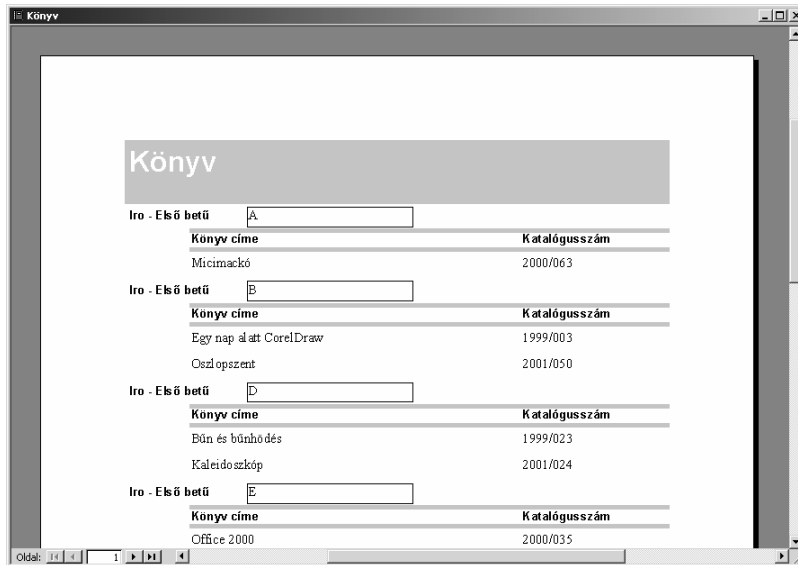 Könyv
Könyv
Iro - Első betű A
Könyv címe Katalógusszám
Micimackó 2000/063
Iro - Első betű B
Könyv címe Katalógusszám
Egy nap alatt CorelDraw 1999/003
Oszlopszent 2001/050
Iro - Első betű D
Könyv címe Katalógusszám
Bűn és bűnhödés 1999/023
Kaleidoszkóp 2001/024
Iro - Első betű E
Könyv címe Katalógusszám
Office 2000 2000/035
Oldal: 1